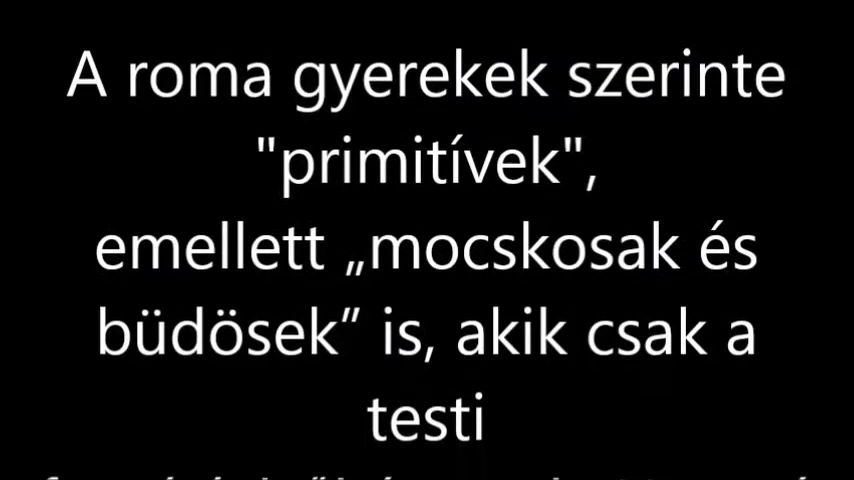 A roma gyerekek szerinte
"primitívek",
emellett „mocskosak és
büdösek” is, akik csak a
testi